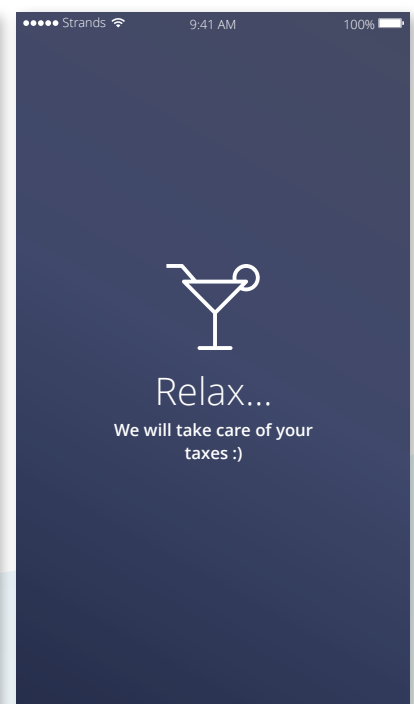 Strands 9:41 AM 100%
Relax...
We will take care of your
taxes :)